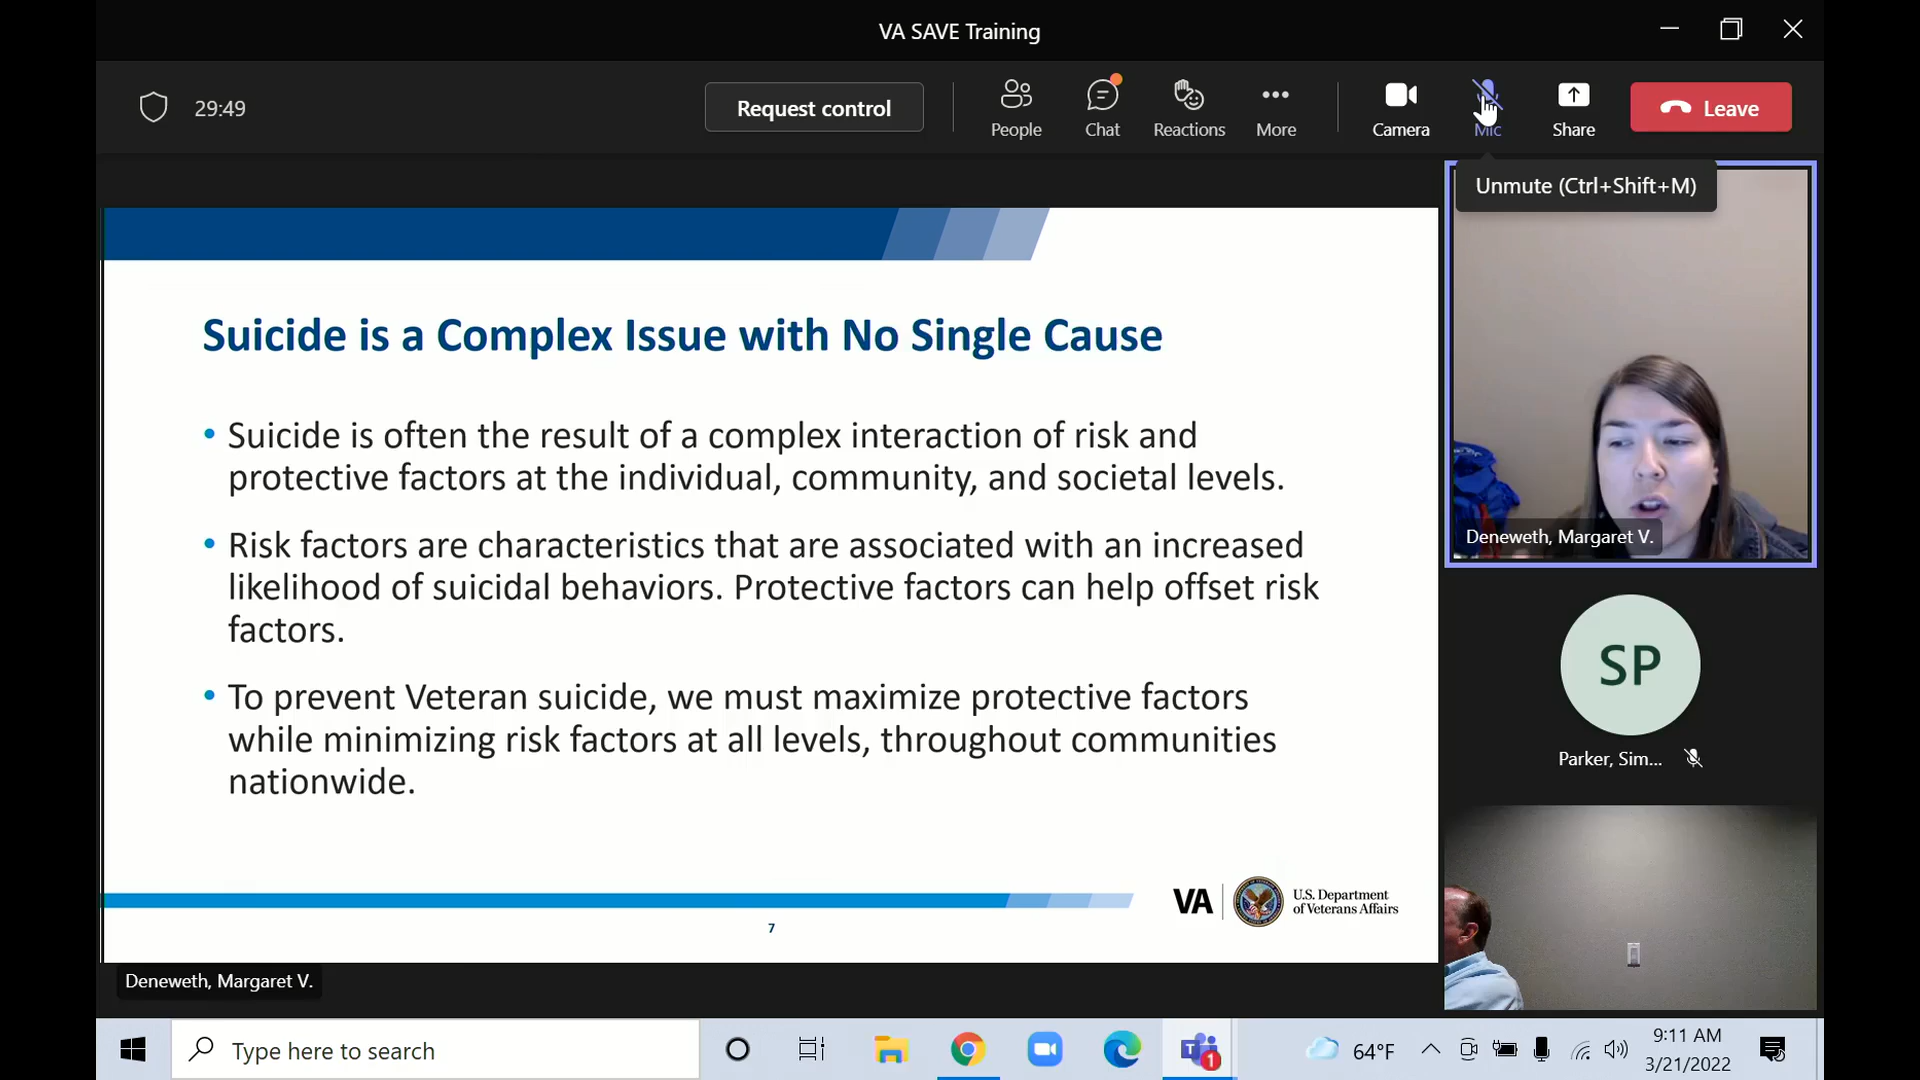 VA SAVE Training
29:49
Request control
People
Chat
Reactions
More
Camera
Mic
Share
Leave
Unmute (Ctrl+Shift+M)
Suicide is a Complex Issue with No Single Cause
• Suicide is often the result of a complex interaction of risk and
protective factors at the individual, community, and societal levels.
• Risk factors are characteristics that are associated with an increased
likelihood of suicidal behaviors. Protective factors can help offset risk
factors.
• To prevent Veteran suicide, we must maximize protective factors
while minimizing risk factors at all levels, throughout communities
nationwide.
VA
U.S. Department
of Veterans Affairs
7
Deneweth, Margaret V.
Deneweth, Margaret V.
SP
Parker, Sim...
Type here to search
1
64°F
9:11 AM
3/21/2022